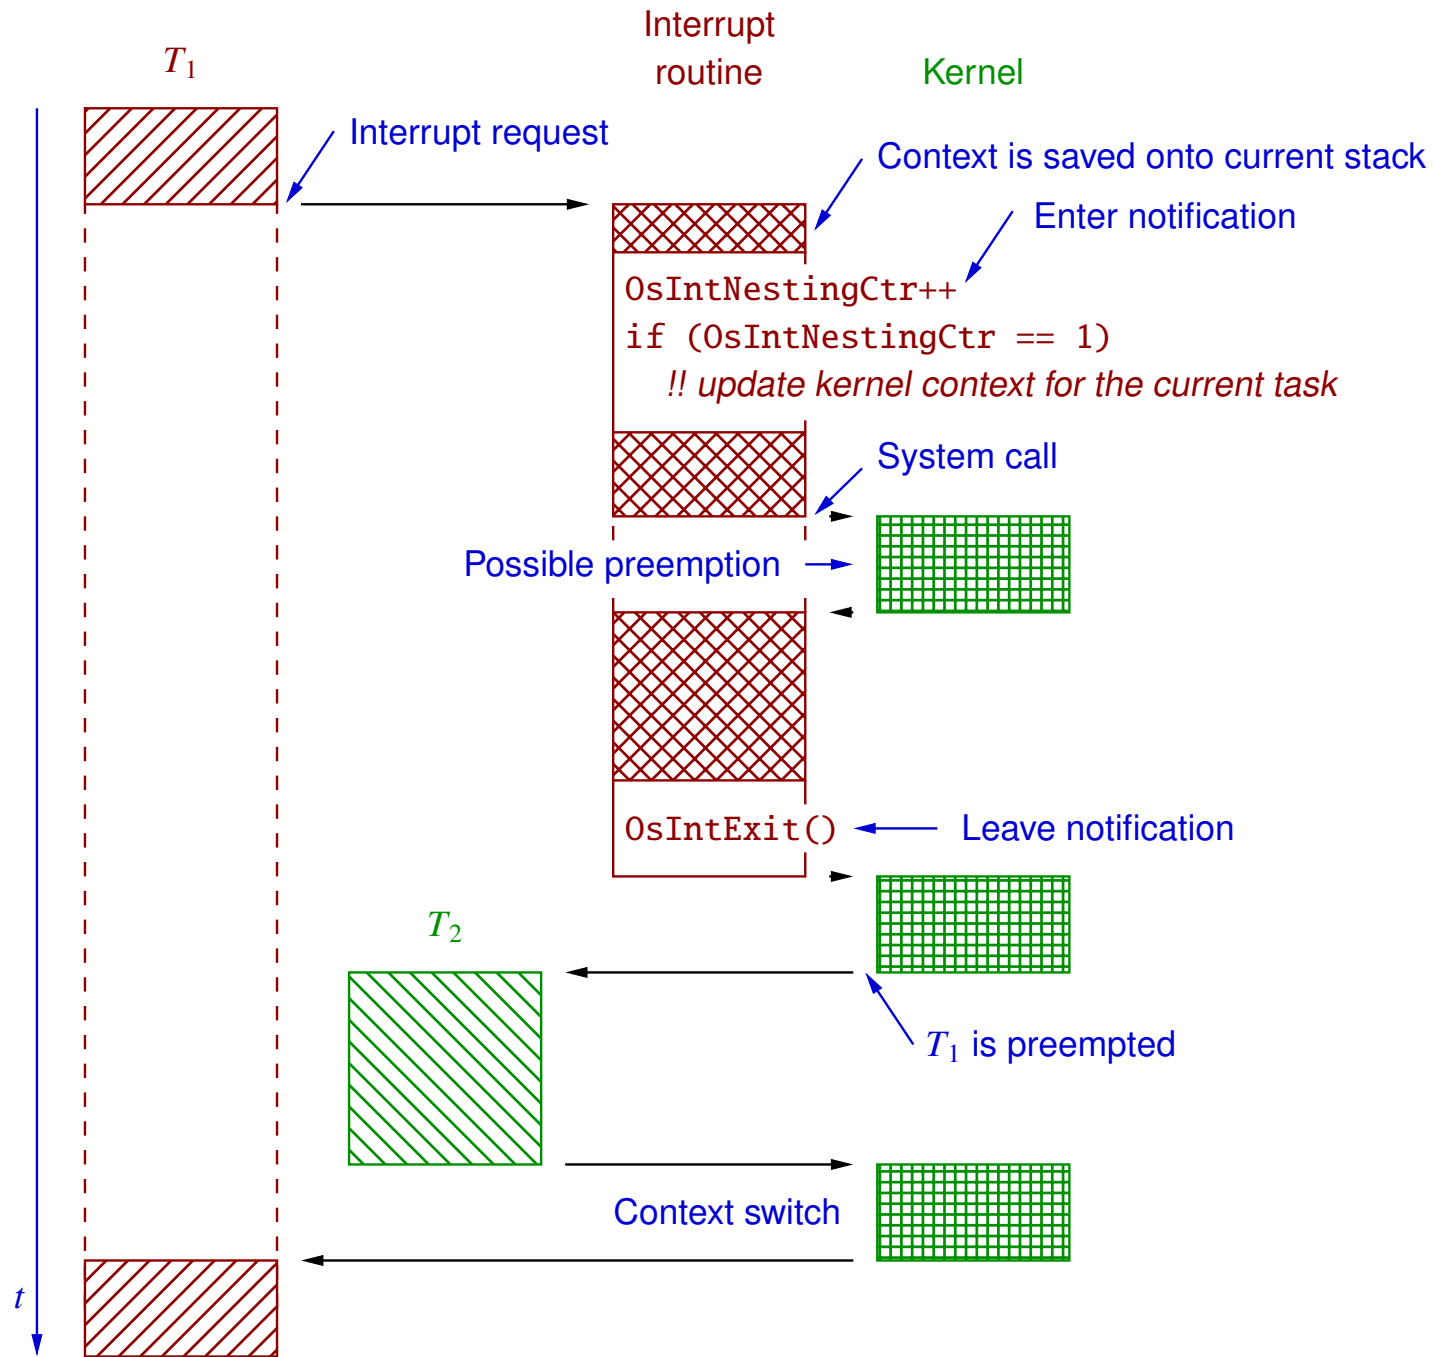 Interrupt
T1
routine
Kernel
Interrupt request
Context is saved onto current stack
Enter notification
OsIntNestingCtr++
if (OsIntNestingCtr == 1)
!! update kernel context for the current task
System call
Possible preemption
OsIntExit()
Leave notification
T2
T1 is preempted
Context switch
t